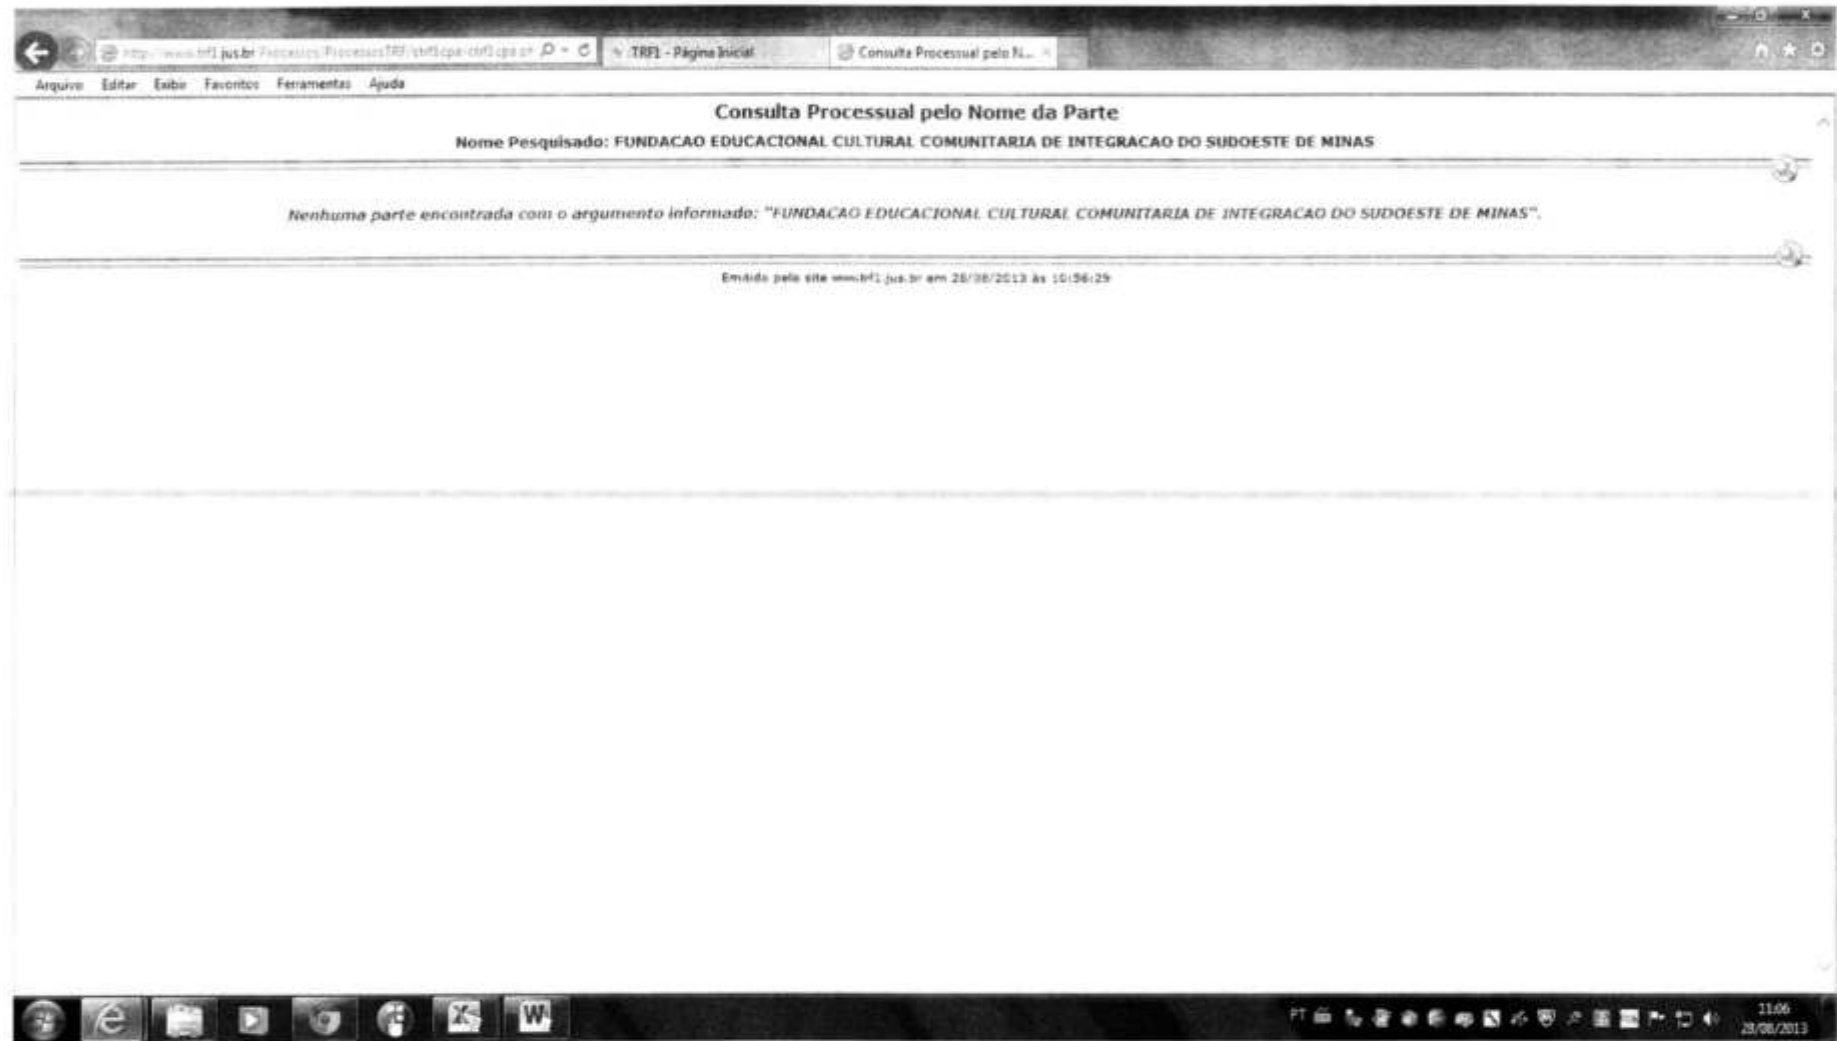 TRF1 - Página Inicial
Consulta Processual pelo N...
Arquivo Editar Exibir Favoritos Ferramentas Ajuda
Consulta Processual pelo Nome da Parte
Nome Pesquisado: FUNDACAO EDUCACIONAL CULTURAL COMUNITARIA DE INTEGRACAO DO SUDOESTE DE MINAS
Nenhuma parte encontrada com o argumento informado: "FUNDACAO EDUCACIONAL CULTURAL COMUNITARIA DE INTEGRACAO DO SUDOESTE DE MINAS".
Emitido pelo site www.trf1.jus.br em 28/08/2013 às 10:56:29
PT
11:06
28/08/2013